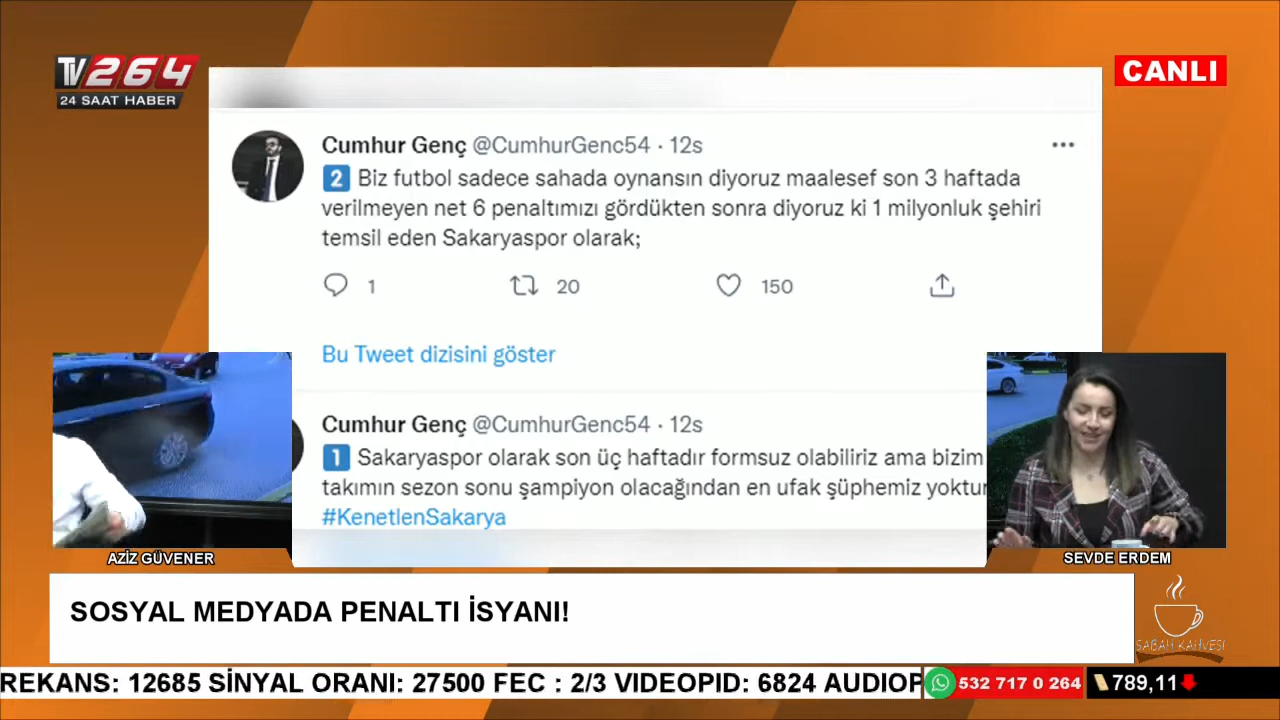 TV264
24 SAAT HABER
CANLI
Cumhur Genç @CumhurGenc54 · 12s
2 Biz futbol sadece sahada oynansın diyoruz maalesef son 3 haftada
verilmeyen net 6 penaltımızı gördükten sonra diyoruz ki 1 milyonluk şehiri
temsil eden Sakaryaspor olarak;
1 20 150
Bu Tweet dizisini göster
Cumhur Genç @CumhurGenc54 · 12s
1 Sakaryaspor olarak son üç haftadır formsuz olabiliriz ama bizim
takımın sezon sonu şampiyon olacağından en ufak şüphemiz yoktur
#KenetlenSakarya
AZİZ GÜVENER
SEVDE ERDEM
SOSYAL MEDYADA PENALTI İSYANI!
SABAH KAHVESI
REKANS: 12685 SİNYAL ORANI: 27500 FEC : 2/3 VIDEOPID: 6824 AUDIOP
532 717 0 264
789,11